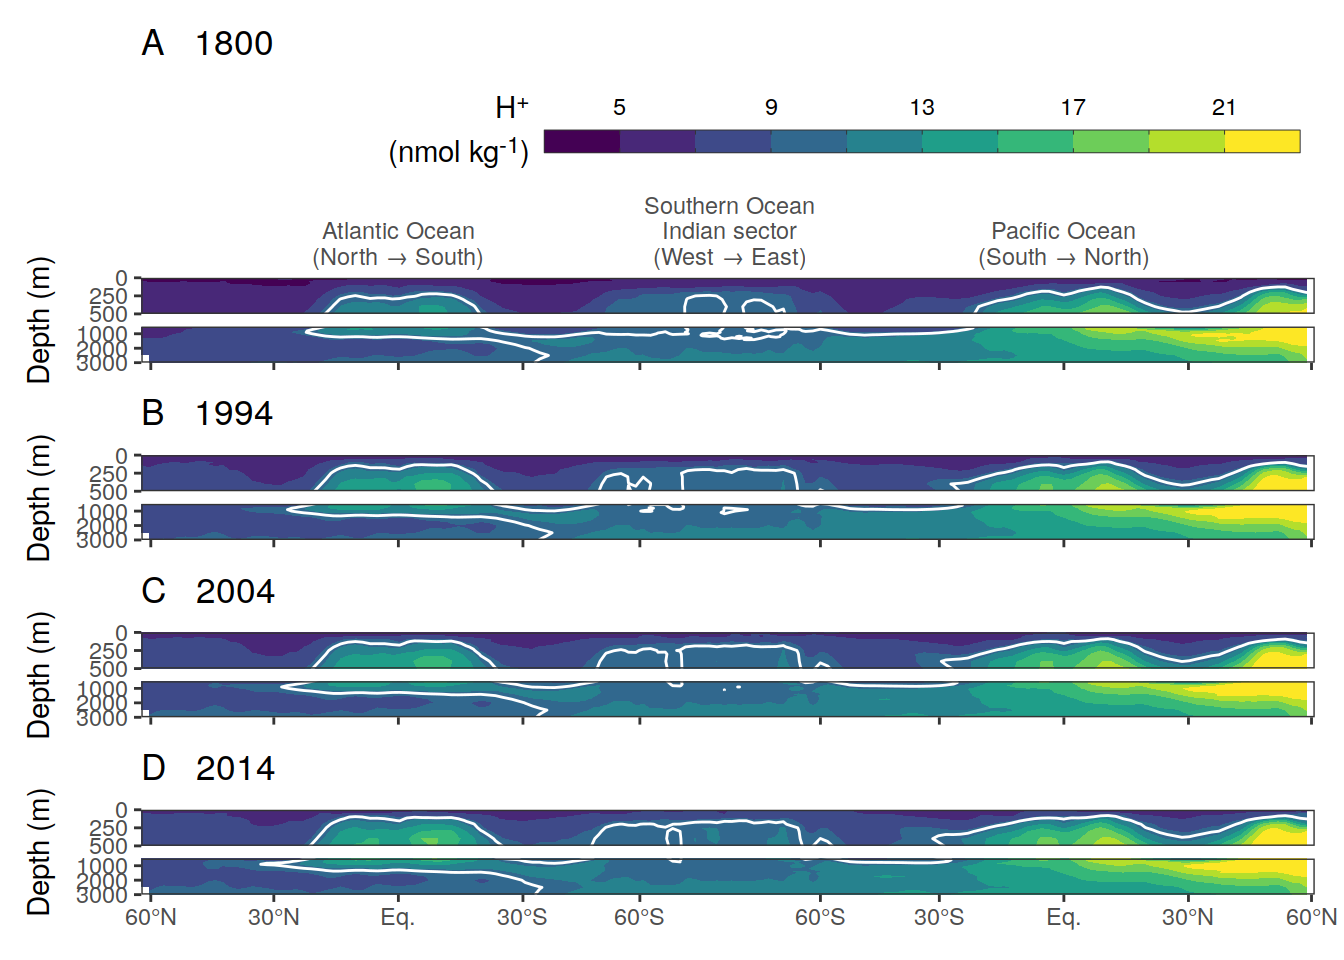 A 1800
H⁺
(nmol kg⁻¹)
5 9 13 17 21
Atlantic Ocean
(North → South)
Southern Ocean
Indian sector
(West → East)
Pacific Ocean
(South → North)
Depth (m)
0
250
500
1000
2000
3000
B 1994
Depth (m)
0
250
500
1000
2000
3000
C 2004
Depth (m)
0
250
500
1000
2000
3000
D 2014
Depth (m)
0
250
500
1000
2000
3000
60°N 30°N Eq. 30°S 60°S 60°S 30°S Eq. 30°N 60°N